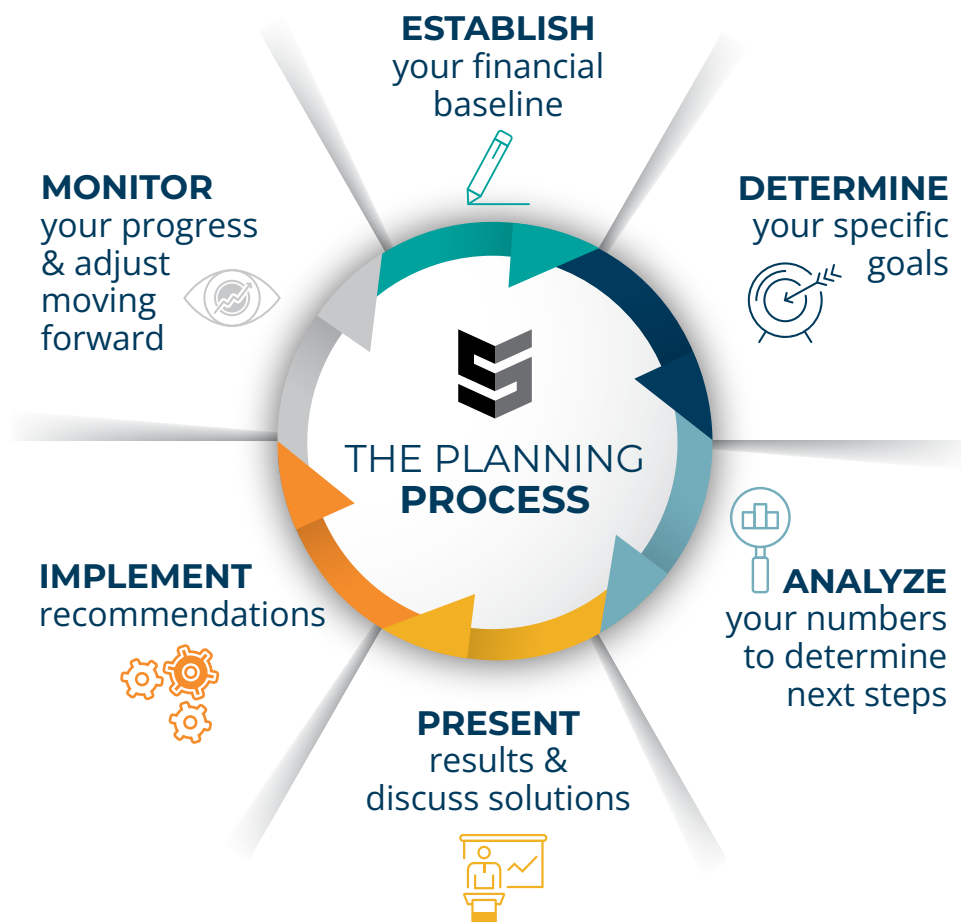 ESTABLISH
your financial
baseline
DETERMINE
your specific
goals
ANALYZE
your numbers
to determine
next steps
PRESENT
results &
discuss solutions
IMPLEMENT
recommendations
MONITOR
your progress
& adjust
moving
forward
THE PLANNING
PROCESS